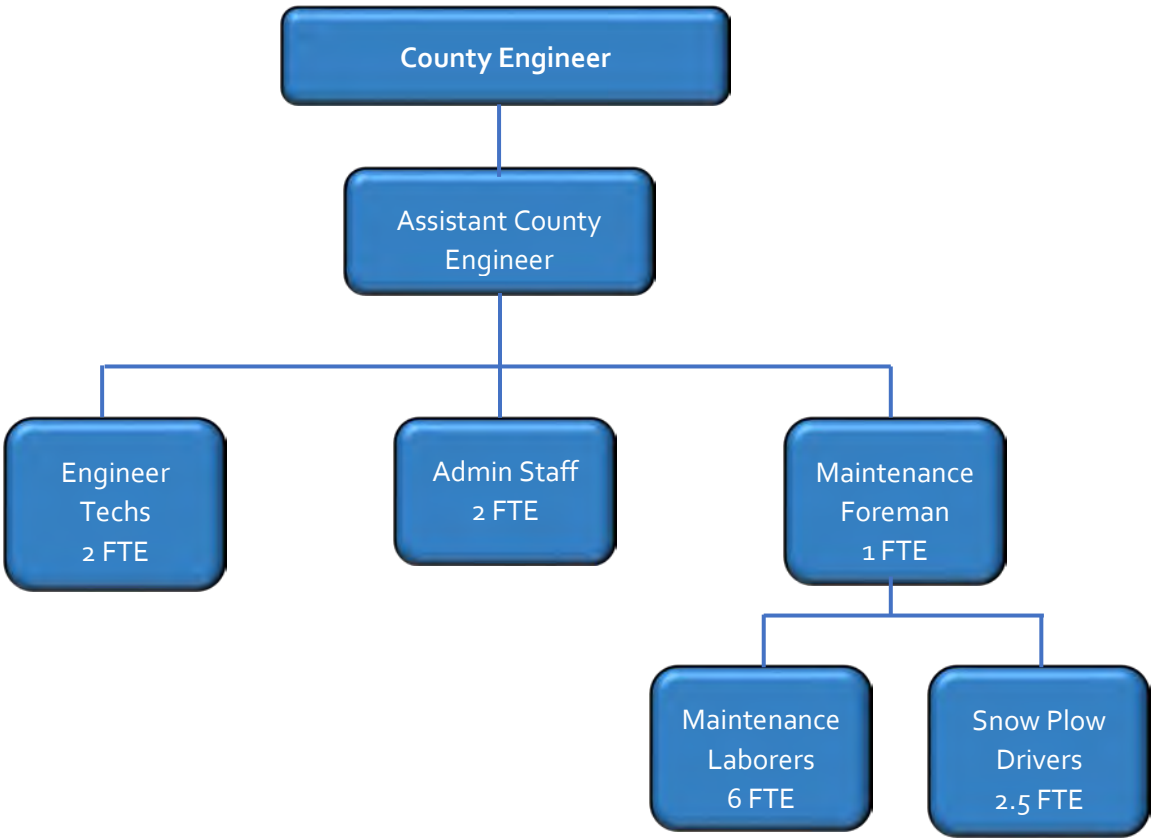 County Engineer
Assistant County
Engineer
Engineer
Techs
2 FTE
Admin Staff
2 FTE
Maintenance
Foreman
1 FTE
Maintenance
Laborers
6 FTE
Snow Plow
Drivers
2.5 FTE